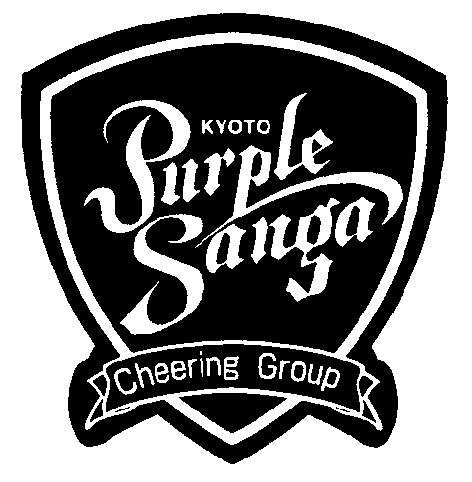 KYOTO
Purple
Sanga
Cheering Group